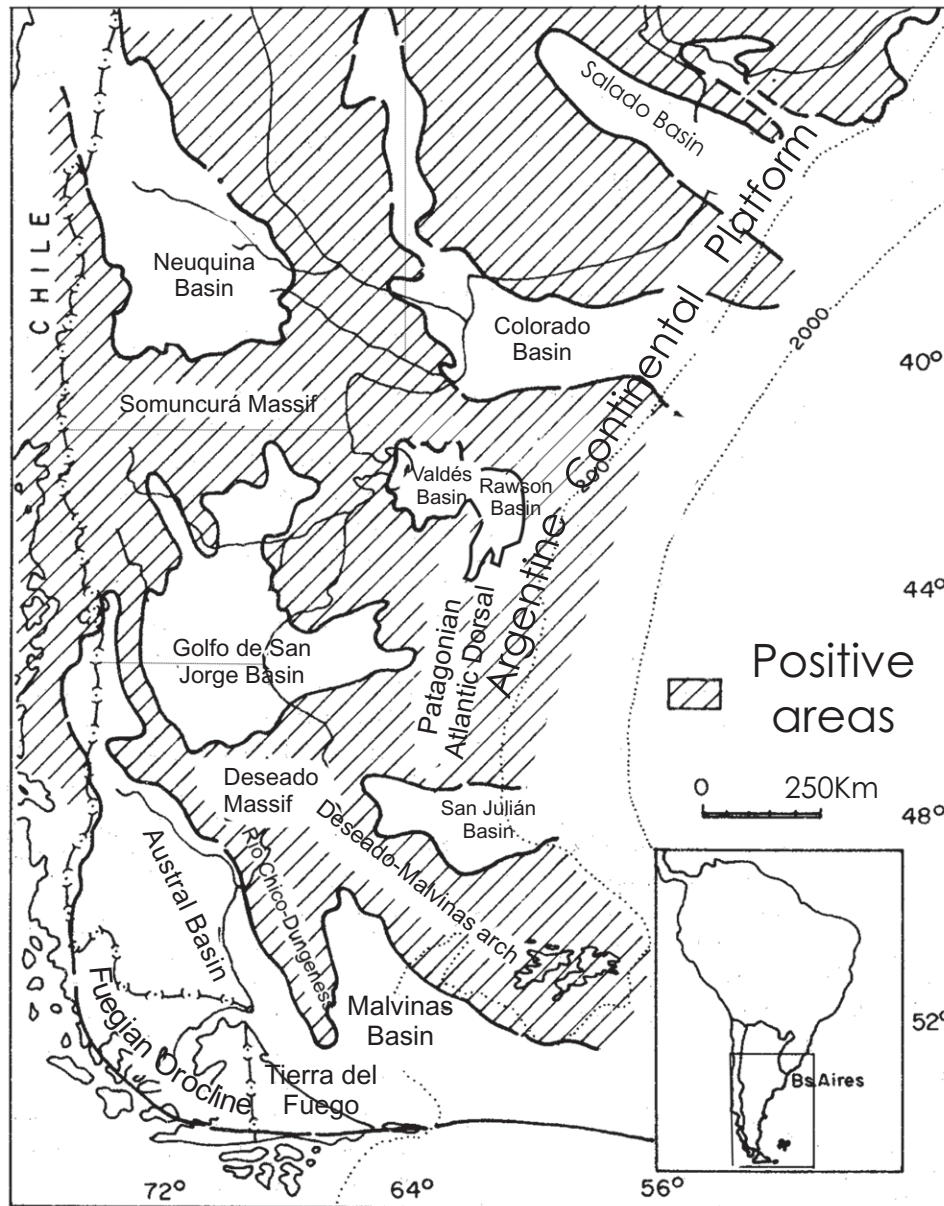 Salado Basin
Argentine Continental Platform
CHILE
Neuquina
Basin
2000
Colorado
Basin
40°
Somuncurá Massif
Valdés
Basin
Rawson
Basin
200
44°
Golfo de San
Jorge Basin
Patagonian
Atlantic Dorsal
Positive
areas
0 250Km
Deseado
Massif
San Julián
Basin
48°
Deseado-Malvinas arch
Río Chico-Dungeness
Austral Basin
Malvinas
Basin
52°
Fuegian Orocline
Tierra del
Fuego
Bs.Aires
72° 64° 56°